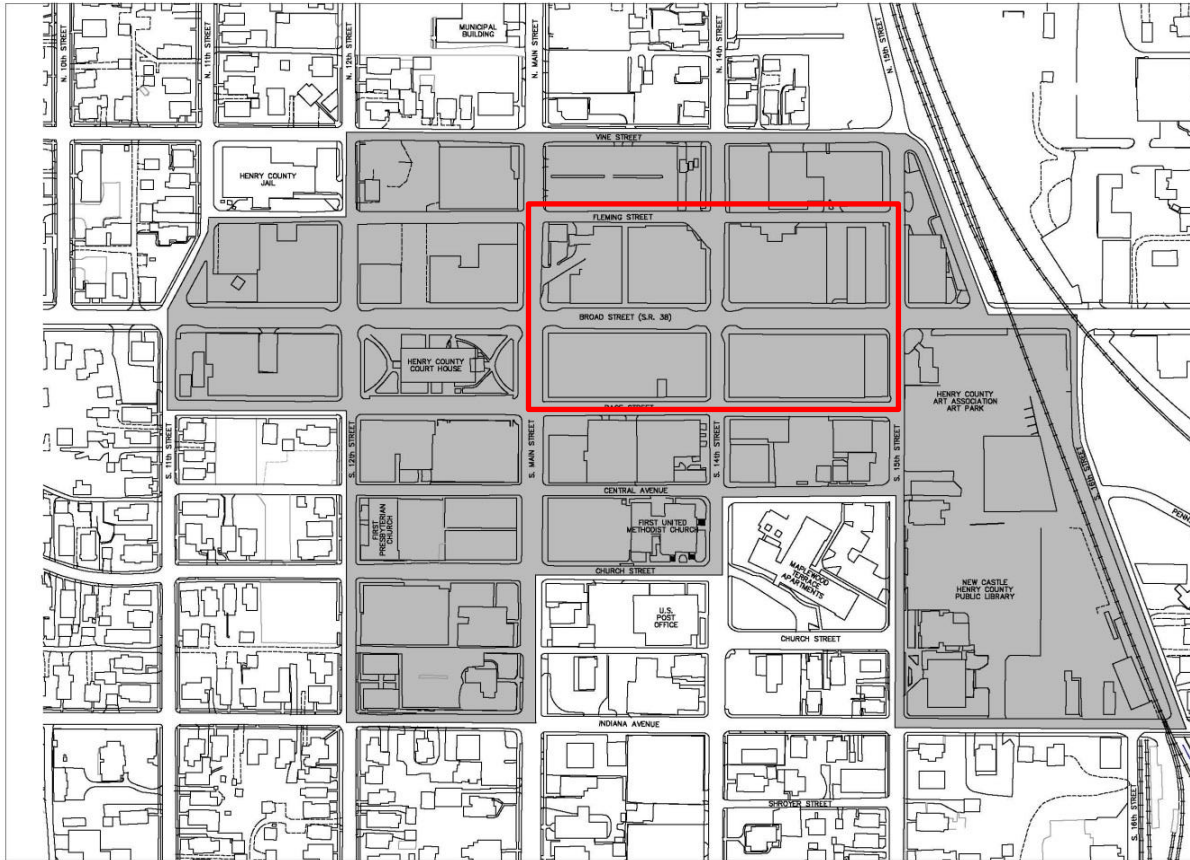 N. 10th STREET
N. 11th STREET
N. 12th STREET
MUNICIPAL
BUILDING
N. MAIN STREET
N. 14th STREET
N. 15th STREET
VINE STREET
HENRY COUNTY
JAIL
FLEMING STREET
BROAD STREET (S.R. 38)
HENRY COUNTY
COURT HOUSE
HENRY COUNTY
ART ASSOCIATION
ART PARK
S. 11th STREET
S. 12th STREET
S. MAIN STREET
S. 14th STREET
S. 15th STREET
S. 16th STREET
CENTRAL AVENUE
FIRST
PRESBYTERIAN
CHURCH
FIRST UNITED
METHODIST CHURCH
CHURCH STREET
MAPLEWOOD
TERRACE
APARTMENTS
NEW CASTLE
HENRY COUNTY
PUBLIC LIBRARY
U.S.
POST
OFFICE
CHURCH STREET
INDIANA AVENUE
SHROYER STREET
S. 16th STREET